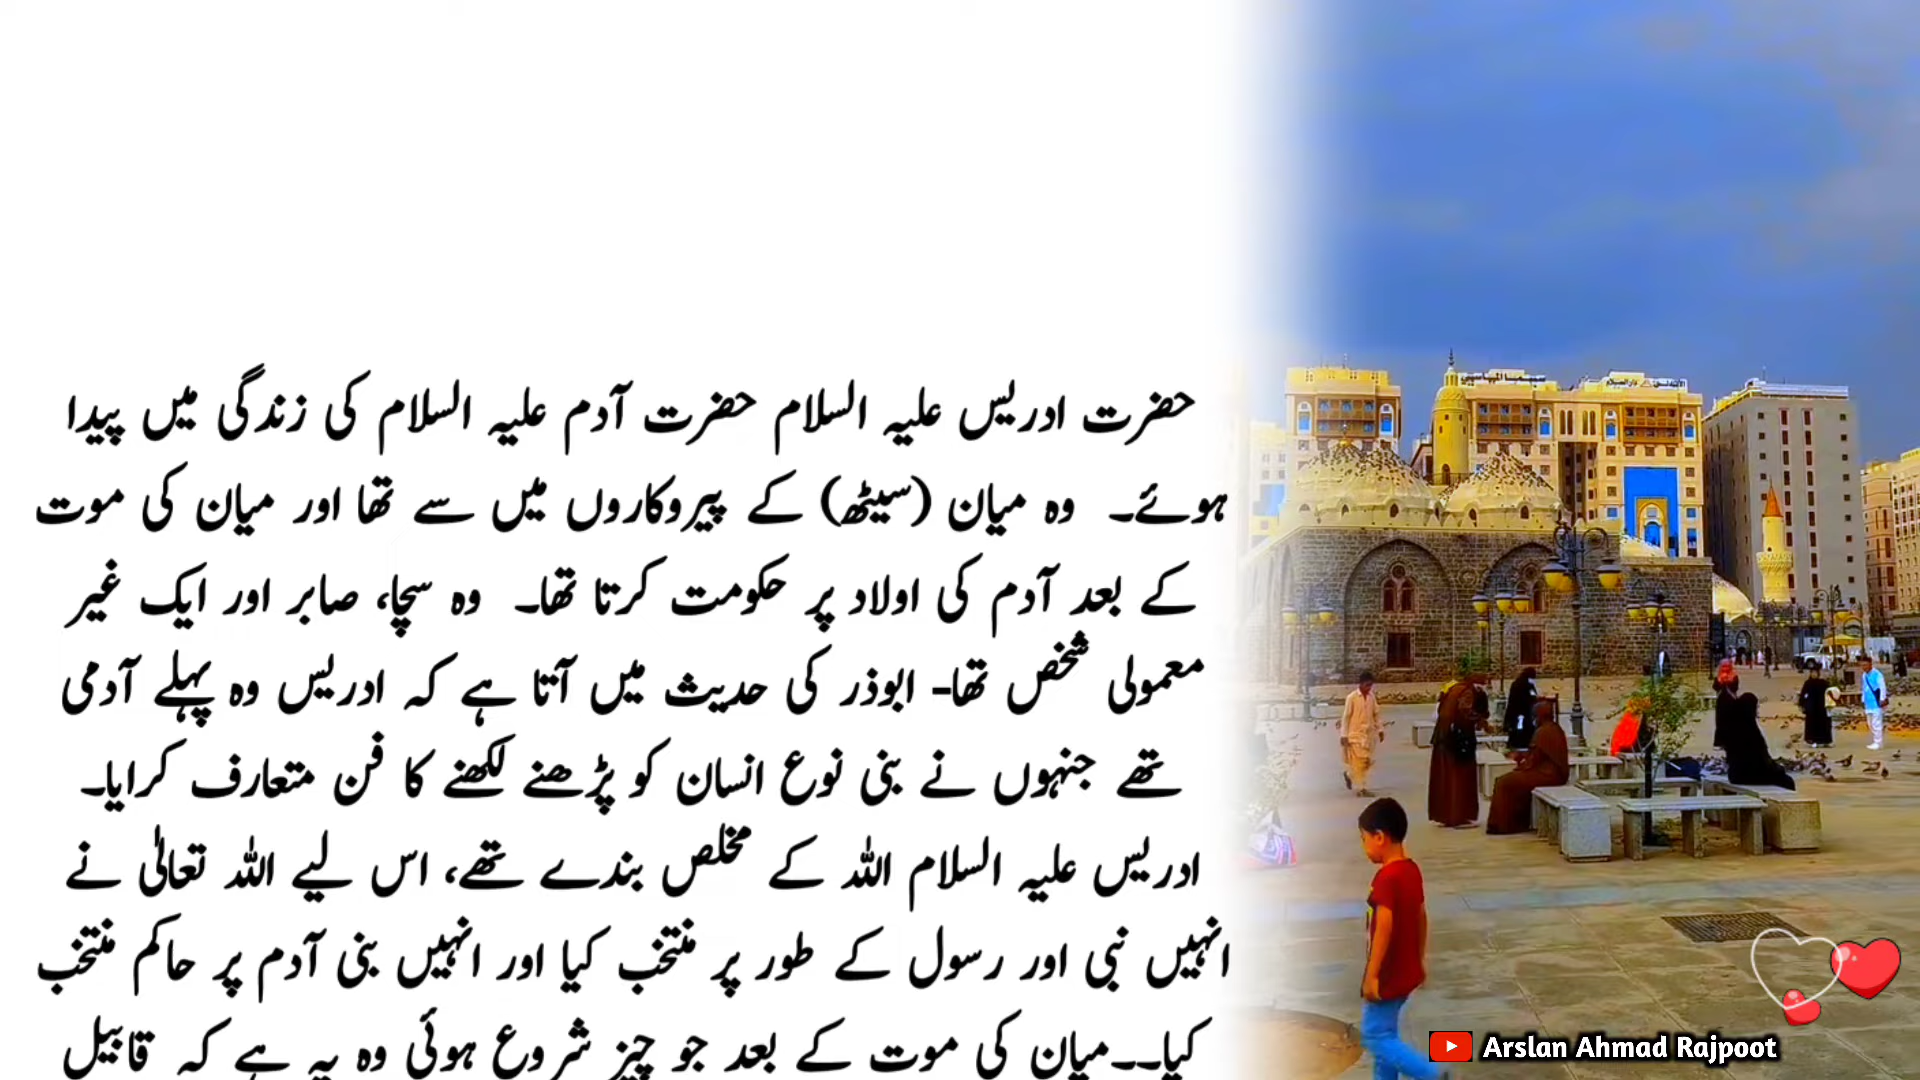 حضرت ادریس علیہ السلام حضرت آدم علیہ السلام کی زندگی میں پیدا
ہوئے۔ وہ میان (سیٹھ) کے پیروکاروں میں سے تھا اور میان کی موت
کے بعد آدم کی اولاد پر حکومت کرتا تھا۔ وہ سچا، صابر اور ایک غیر
معمولی شخص تھا- ابوذر کی حدیث میں آتا ہے کہ ادریس وہ پہلے آدمی
تھے جنہوں نے بنی نوع انسان کو پڑھنے لکھنے کا فن متعارف کرایا۔
ادریس علیہ السلام اللہ کے مخلص بندے تھے، اس لیے اللہ تعالٰی نے
انہیں نبی اور رسول کے طور پر منتخب کیا اور انہیں بنی آدم پر حاکم منتخب
کیا۔۔میان کی موت کے بعد جو چیز شروع ہوئی وہ یہ ہے کہ قابیل
Arslan Ahmad Rajpoot